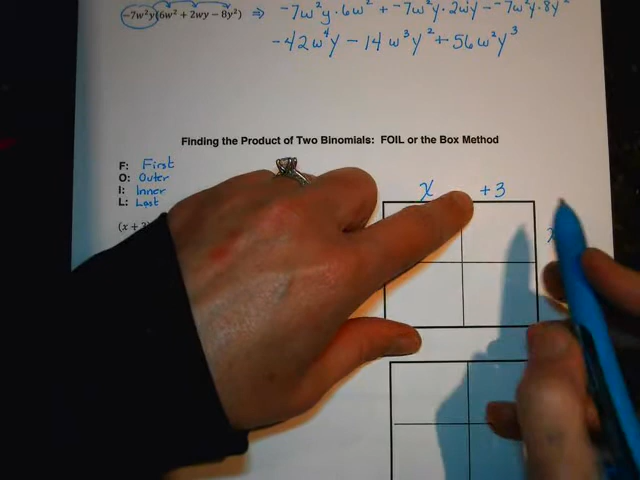 -7w²y(6w² + 2wy − 8y²) ⇒ -7w²y·6w² + -7w²y·2wy − -7w²y·8y²
-42w⁴y − 14w³y² + 56w²y³
Finding the Product of Two Binomials: FOIL or the Box Method
F: First
O: Outer
I: Inner
L: Last
x +3
(x +